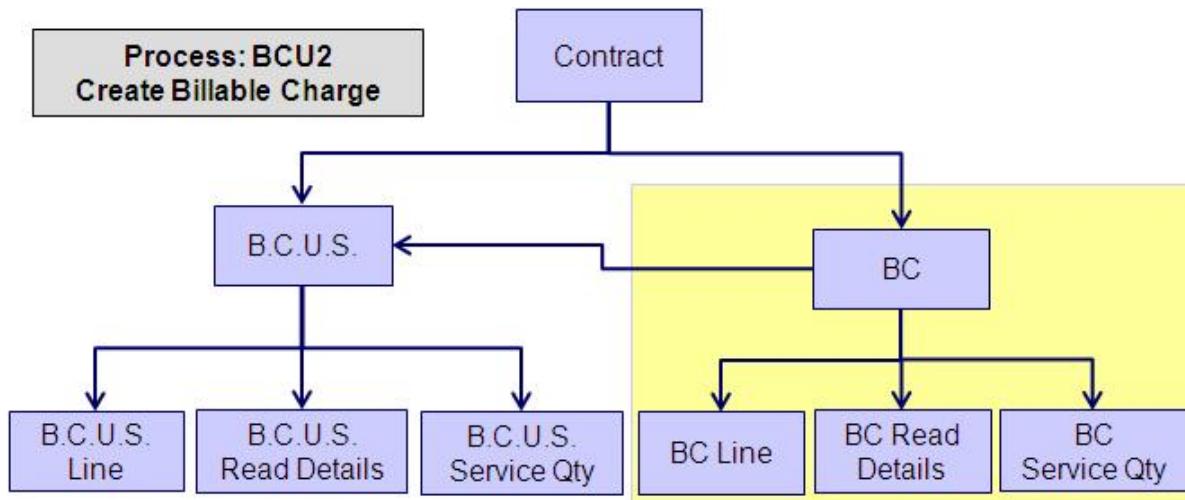 Process: BCU2
Create Billable Charge
Contract
B.C.U.S.
BC
B.C.U.S.
Line
B.C.U.S.
Read Details
B.C.U.S.
Service Qty
BC Line
BC Read
Details
BC
Service Qty